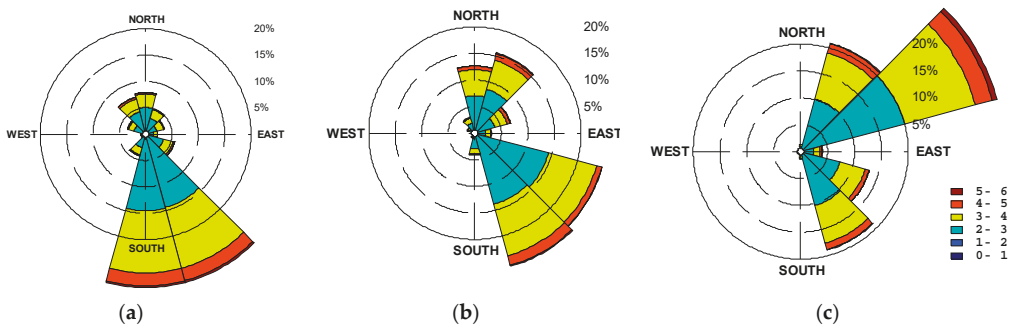 NORTH
20%
15%
10%
5%
WEST
EAST
SOUTH
(a)
NORTH
20%
15%
10%
5%
WEST
EAST
SOUTH
(b)
NORTH
20%
15%
10%
5%
WEST
EAST
SOUTH
(c)
5 - 6
4 - 5
3 - 4
2 - 3
1 - 2
0 - 1